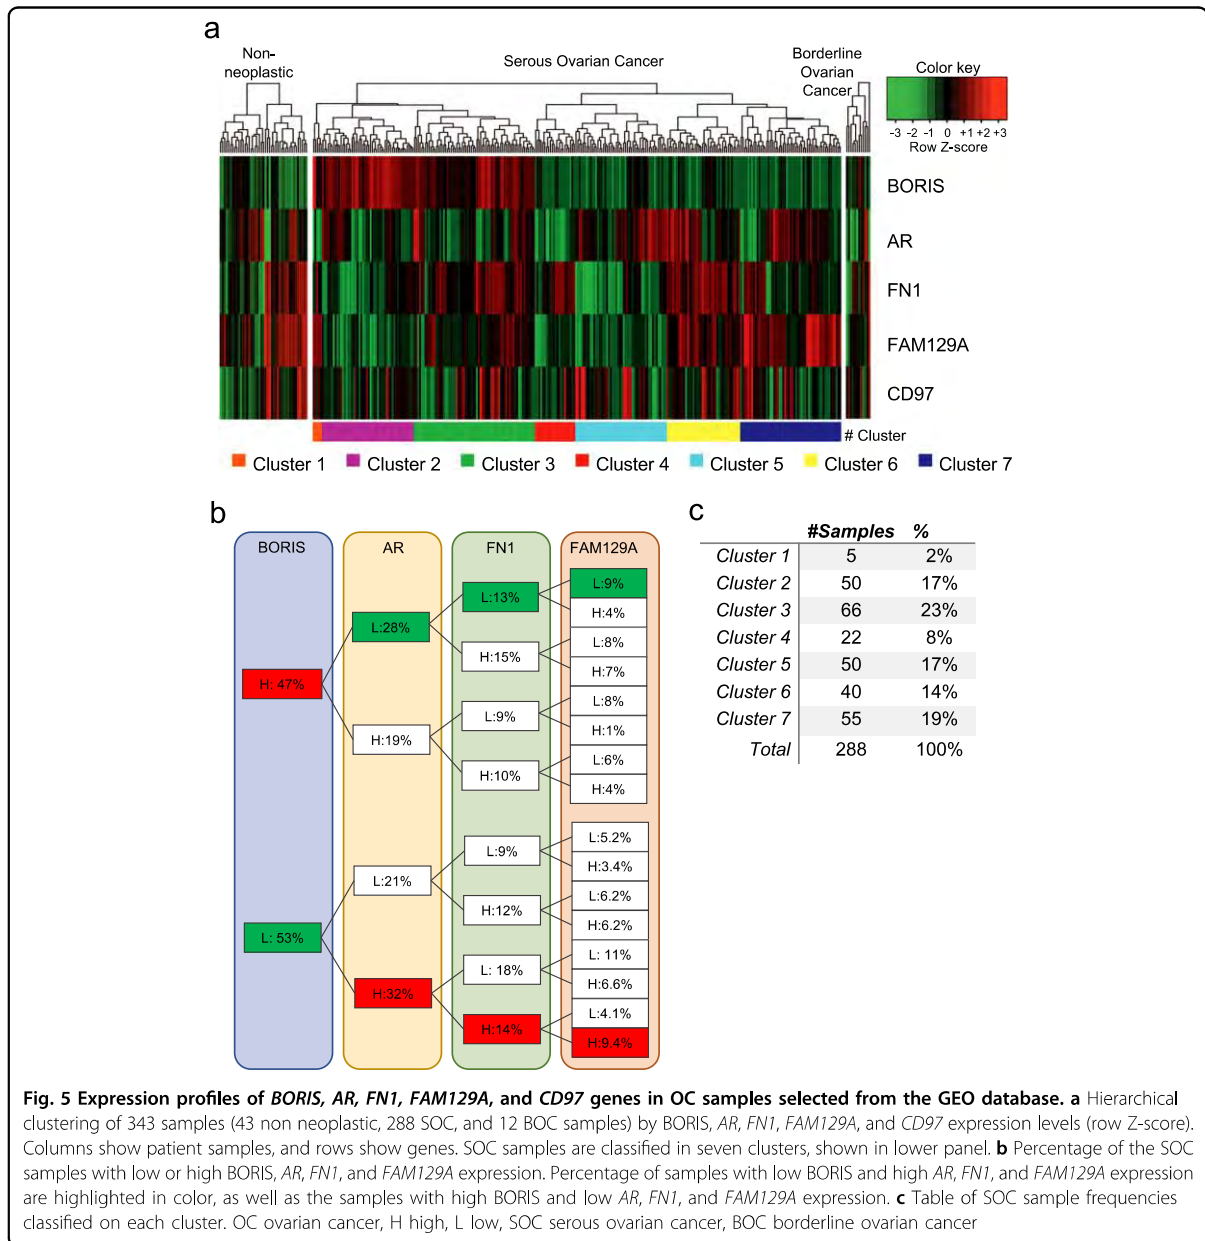 a
Non-
neoplastic
Serous Ovarian Cancer
Borderline
Ovarian
Cancer
Color key
-3 -2 -1 0 +1 +2 +3
Row Z-score
BORIS
AR
FN1
FAM129A
CD97
# Cluster
Cluster 1 Cluster 2 Cluster 3 Cluster 4 Cluster 5 Cluster 6 Cluster 7
b
BORIS AR FN1 FAM129A
H: 47%
L: 53%
L:28%
H:19%
L:21%
H:32%
L:13%
H:15%
L:9%
H:10%
L:9%
H:12%
L: 18%
H:14%
L:9%
H:4%
L:8%
H:7%
L:8%
H:1%
L:6%
H:4%
L:5.2%
H:3.4%
L:6.2%
H:6.2%
L: 11%
H:6.6%
L:4.1%
H:9.4%
c
#Samples %
Cluster 1 5 2%
Cluster 2 50 17%
Cluster 3 66 23%
Cluster 4 22 8%
Cluster 5 50 17%
Cluster 6 40 14%
Cluster 7 55 19%
Total 288 100%
Fig. 5 Expression profiles of BORIS, AR, FN1, FAM129A, and CD97 genes in OC samples selected from the GEO database. a Hierarchical
clustering of 343 samples (43 non neoplastic, 288 SOC, and 12 BOC samples) by BORIS, AR, FN1, FAM129A, and CD97 expression levels (row Z-score).
Columns show patient samples, and rows show genes. SOC samples are classified in seven clusters, shown in lower panel. b Percentage of the SOC
samples with low or high BORIS, AR, FN1, and FAM129A expression. Percentage of samples with low BORIS and high AR, FN1, and FAM129A expression
are highlighted in color, as well as the samples with high BORIS and low AR, FN1, and FAM129A expression. c Table of SOC sample frequencies
classified on each cluster. OC ovarian cancer, H high, L low, SOC serous ovarian cancer, BOC borderline ovarian cancer